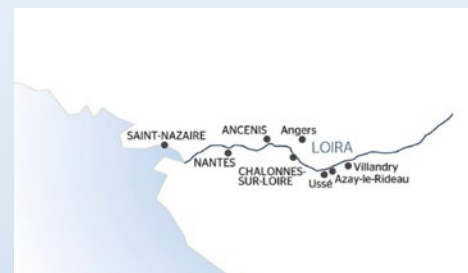 SAINT-NAZAIRE
ANCENIS
Angers
LOIRA
NANTES
CHALONNES-
SUR-LOIRE
Villandry
Azay-le-Rideau
Ussé